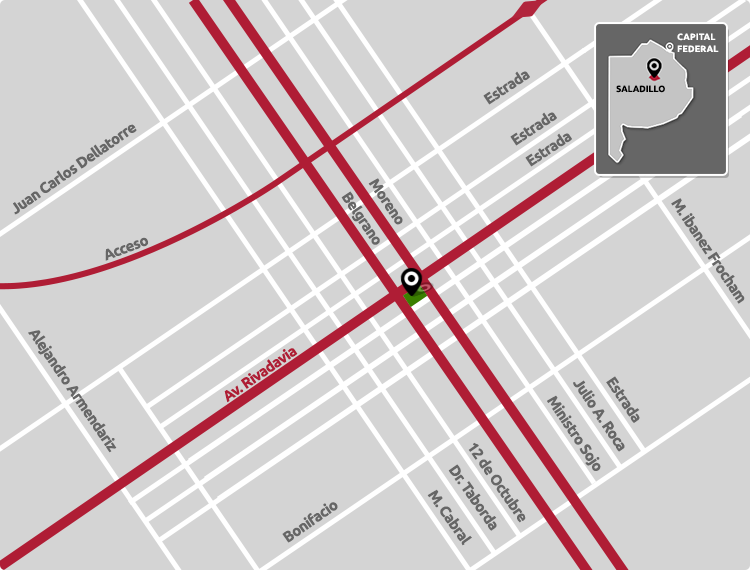 CAPITAL
FEDERAL
SALADILLO
Estrada
Estrada
Estrada
Juan Carlos Dellatorre
Moreno
Belgrano
Acceso
M. ibanez Frocham
Alejandro Armendariz
Av. Rivadavia
Estrada
Julio A. Roca
Ministro Sojo
12 de Octubre
Dr. Taborda
M. Cabral
Bonifacio